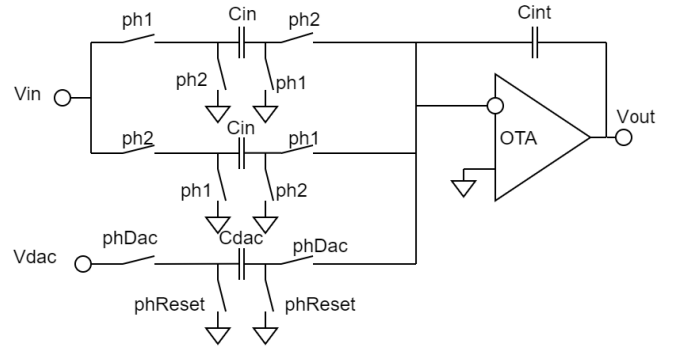 ph1 Cin ph2 Cint
ph2 ph1
Vin
Cin
ph2 ph1 OTA Vout
ph1 ph2
Cdac
phDac phDac
Vdac
phReset phReset